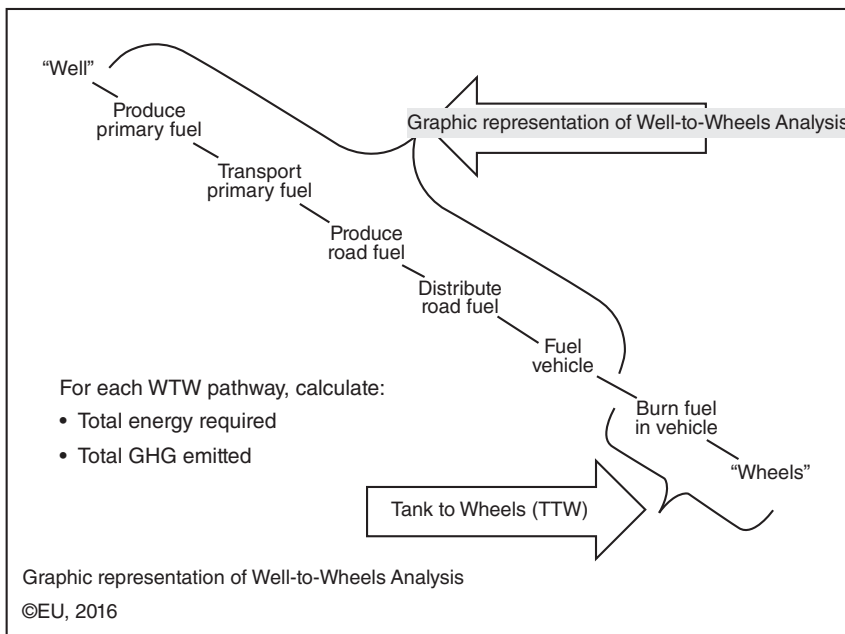 “Well”
Produce
primary fuel
Graphic representation of Well-to-Wheels Analysis
Transport
primary fuel
Produce
road fuel
Distribute
road fuel
Fuel
vehicle
For each WTW pathway, calculate:
• Total energy required
• Total GHG emitted
Burn fuel
in vehicle
“Wheels”
Tank to Wheels (TTW)
Graphic representation of Well-to-Wheels Analysis
©EU, 2016